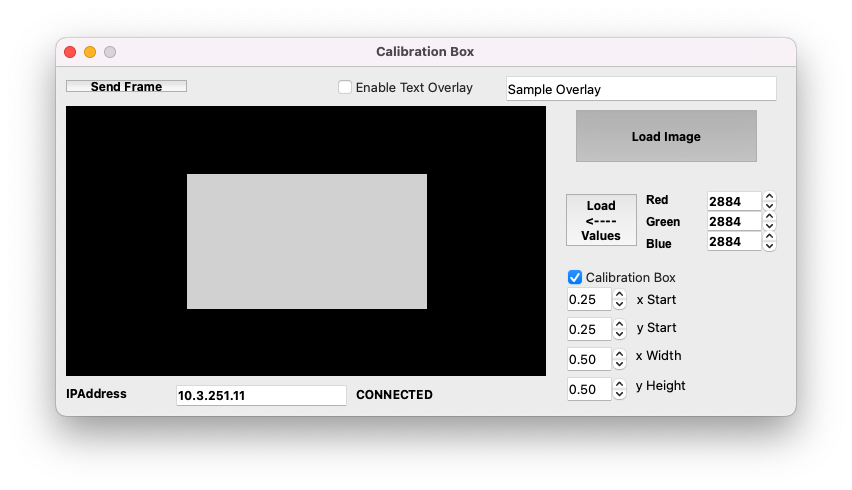 Calibration Box
Send Frame
Enable Text Overlay
Sample Overlay
Load Image
Load
<----
Values
Red
2884
Green
2884
Blue
2884
Calibration Box
0.25
x Start
0.25
y Start
0.50
x Width
0.50
y Height
IPAddress
10.3.251.11
CONNECTED